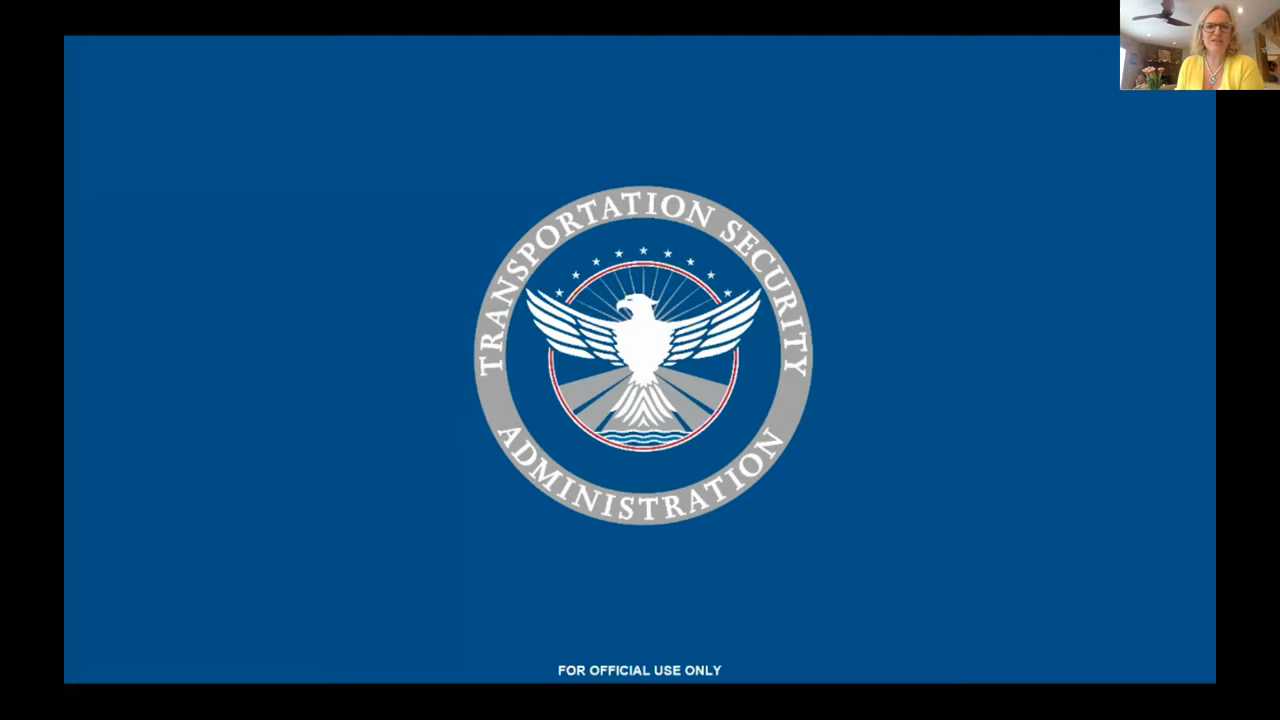 TRANSPORTATION SECURITY
ADMINISTRATION
FOR OFFICIAL USE ONLY